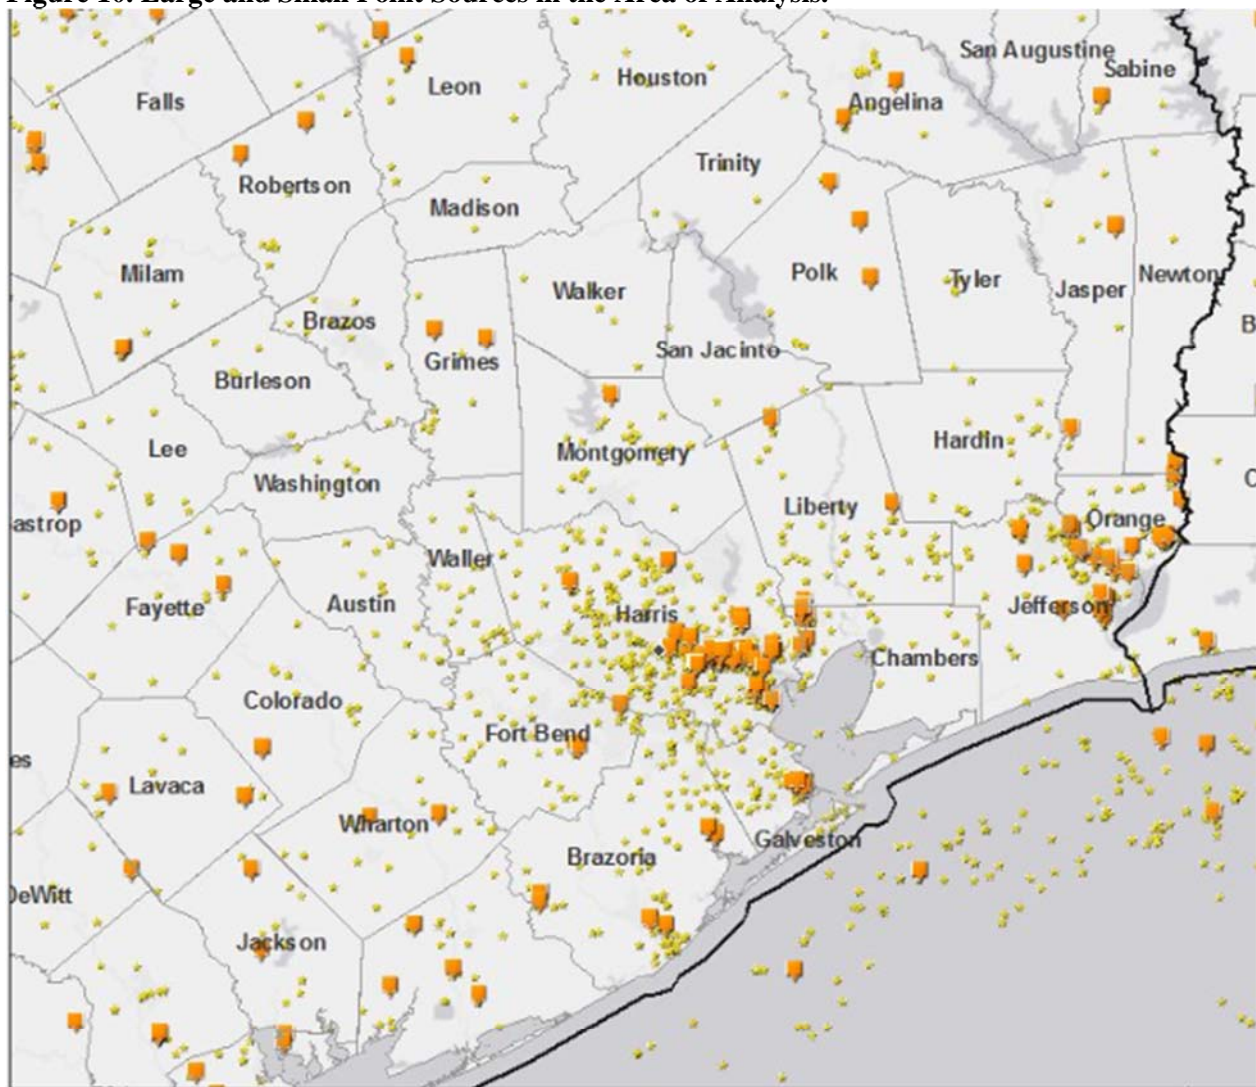 Figure 10. Large and Small Point Sources in the Area of Analysis.
San Augustine
Sabine
Houston
Leon
Falls
Angelina
Trinity
Robertson
Madison
Milam
Polk
Tyler
Newton
Jasper
Walker
Brazos
San Jacinto
Grimes
Burleson
Hardin
Lee
Montgomery
Washington
Liberty
astrop
Orange
Waller
Fayette
Austin
Harris
Jefferson
Chambers
Colorado
Fort Bend
es
Lavaca
Wharton
Galveston
Brazoria
DeWitt
Jackson
B
C